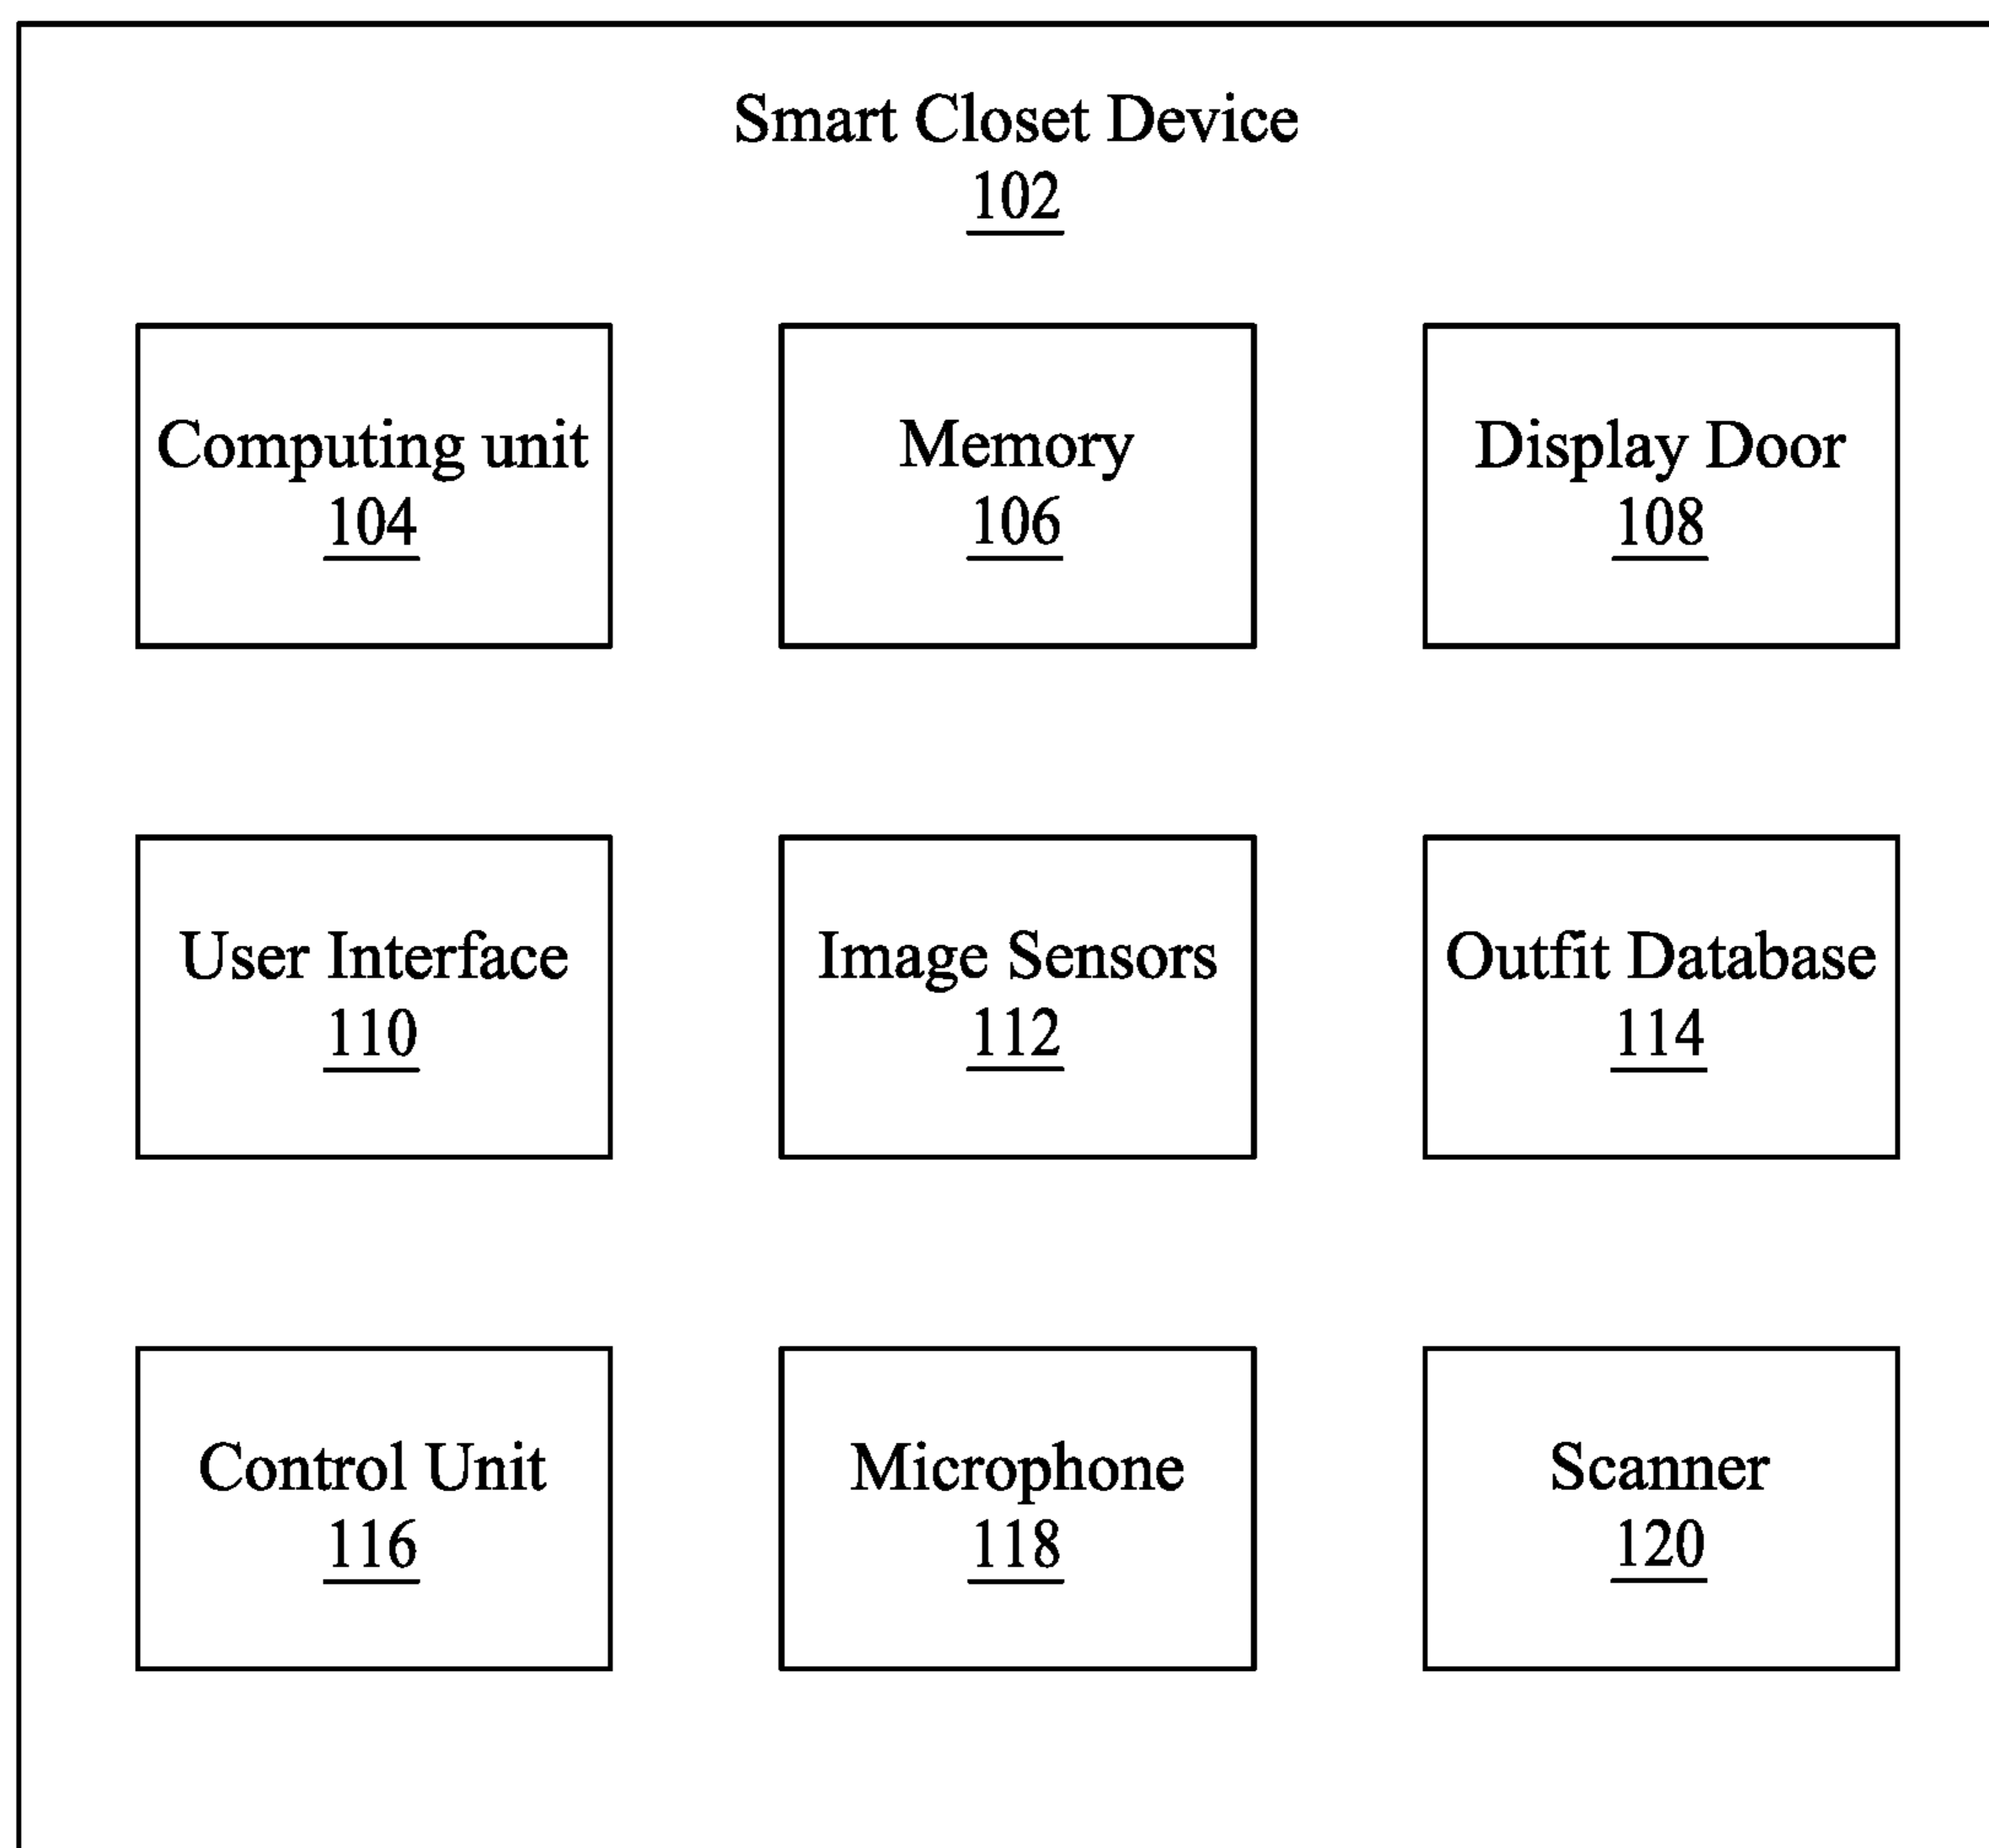 Smart Closet Device
102
Computing unit
104
Memory
106
Display Door
108
User Interface
110
Image Sensors
112
Outfit Database
114
Control Unit
116
Microphone
118
Scanner
120